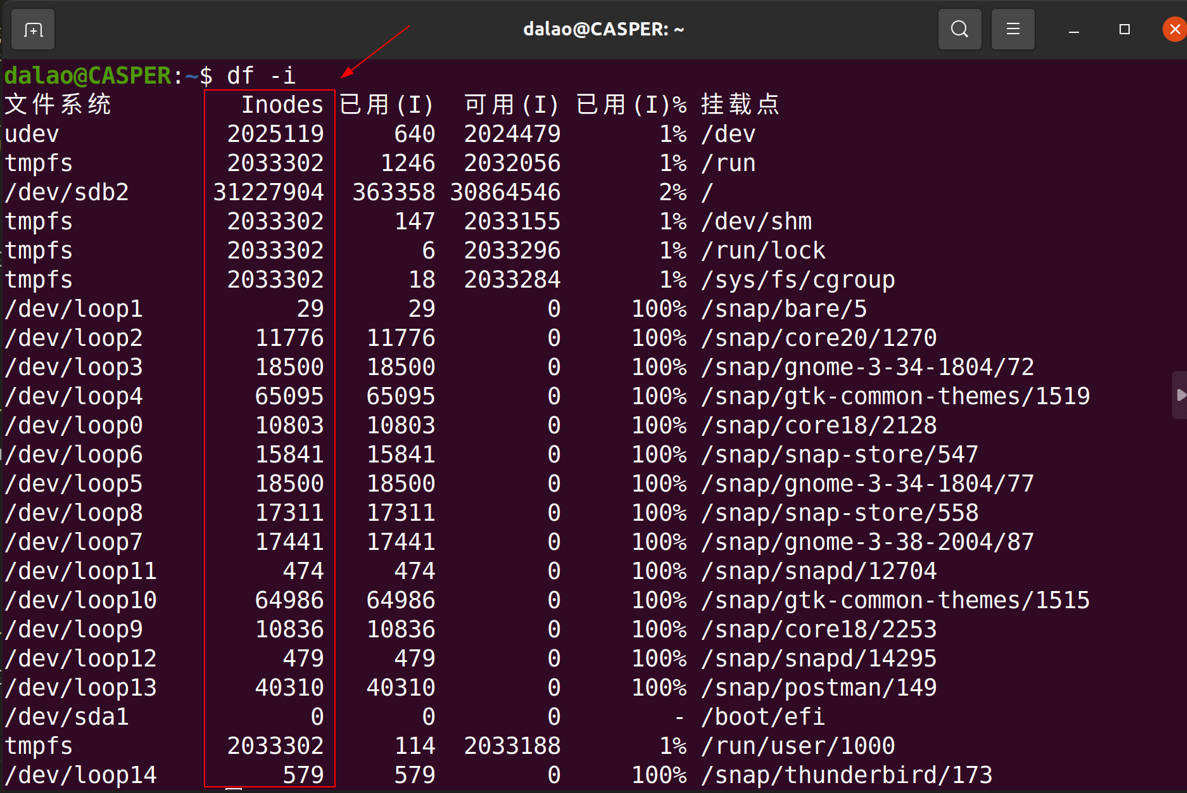 dalao@CASPER: ~
dalao@CASPER:~$ df -i
文件系统 Inodes 已用(I) 可用(I) 已用(I)% 挂载点
udev 2025119 640 2024479 1% /dev
tmpfs 2033302 1246 2032056 1% /run
/dev/sdb2 31227904 363358 30864546 2% /
tmpfs 2033302 147 2033155 1% /dev/shm
tmpfs 2033302 6 2033296 1% /run/lock
tmpfs 2033302 18 2033284 1% /sys/fs/cgroup
/dev/loop1 29 29 0 100% /snap/bare/5
/dev/loop2 11776 11776 0 100% /snap/core20/1270
/dev/loop3 18500 18500 0 100% /snap/gnome-3-34-1804/72
/dev/loop4 65095 65095 0 100% /snap/gtk-common-themes/1519
/dev/loop0 10803 10803 0 100% /snap/core18/2128
/dev/loop6 15841 15841 0 100% /snap/snap-store/547
/dev/loop5 18500 18500 0 100% /snap/gnome-3-34-1804/77
/dev/loop8 17311 17311 0 100% /snap/snap-store/558
/dev/loop7 17441 17441 0 100% /snap/gnome-3-38-2004/87
/dev/loop11 474 474 0 100% /snap/snapd/12704
/dev/loop10 64986 64986 0 100% /snap/gtk-common-themes/1515
/dev/loop9 10836 10836 0 100% /snap/core18/2253
/dev/loop12 479 479 0 100% /snap/snapd/14295
/dev/loop13 40310 40310 0 100% /snap/postman/149
/dev/sda1 0 0 0 - /boot/efi
tmpfs 2033302 114 2033188 1% /run/user/1000
/dev/loop14 579 579 0 100% /snap/thunderbird/173